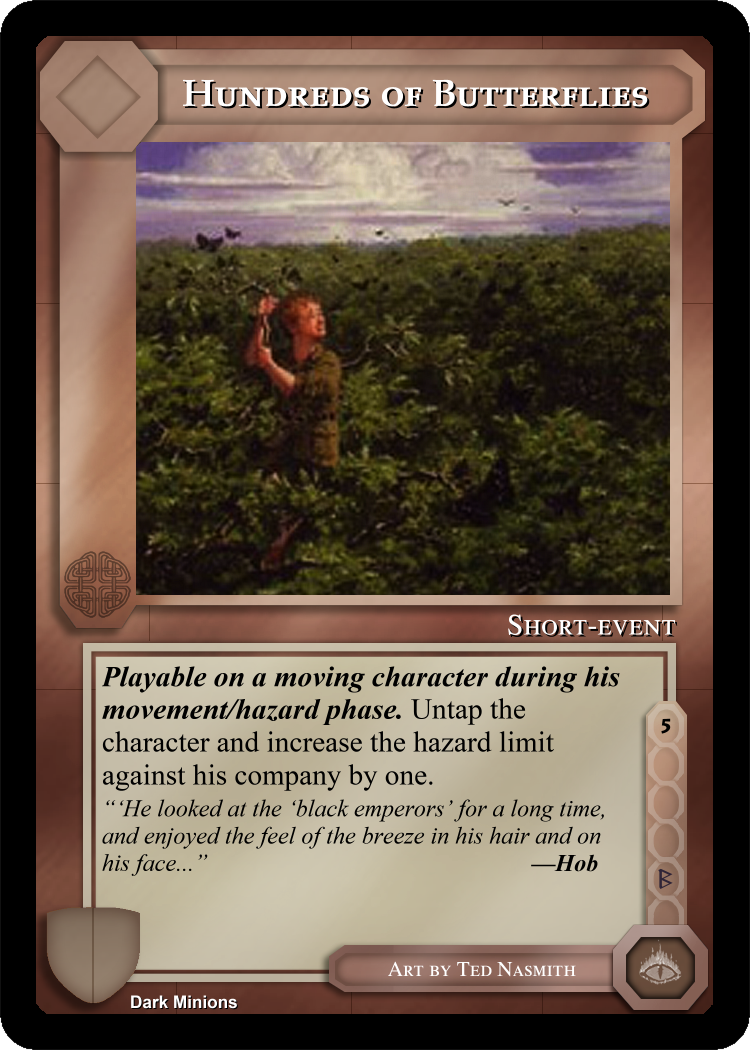 Hundreds of Butterflies
Short-event
Playable on a moving character during his
movement/hazard phase. Untap the
character and increase the hazard limit
against his company by one.
“‘He looked at the ‘black emperors’ for a long time,
and enjoyed the feel of the breeze in his hair and on
his face...”
—Hob
5
Art by Ted Nasmith
Dark Minions